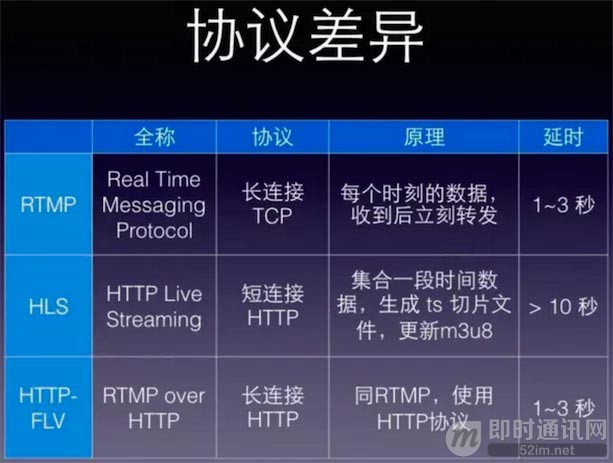 协议差异
全称
协议
原理
延时
RTMP
Real Time
Messaging
Protocol
长连接
TCP
每个时刻的数据，
收到后立刻转发
1~3 秒
HLS
HTTP Live
Streaming
短连接
HTTP
集合一段时间数
据，生成 ts 切片文
件，更新m3u8
> 10 秒
HTTP-
FLV
RTMP over
HTTP
长连接
HTTP
同RTMP，使用
HTTP协议
1~3 秒
即时通讯网
52im.net